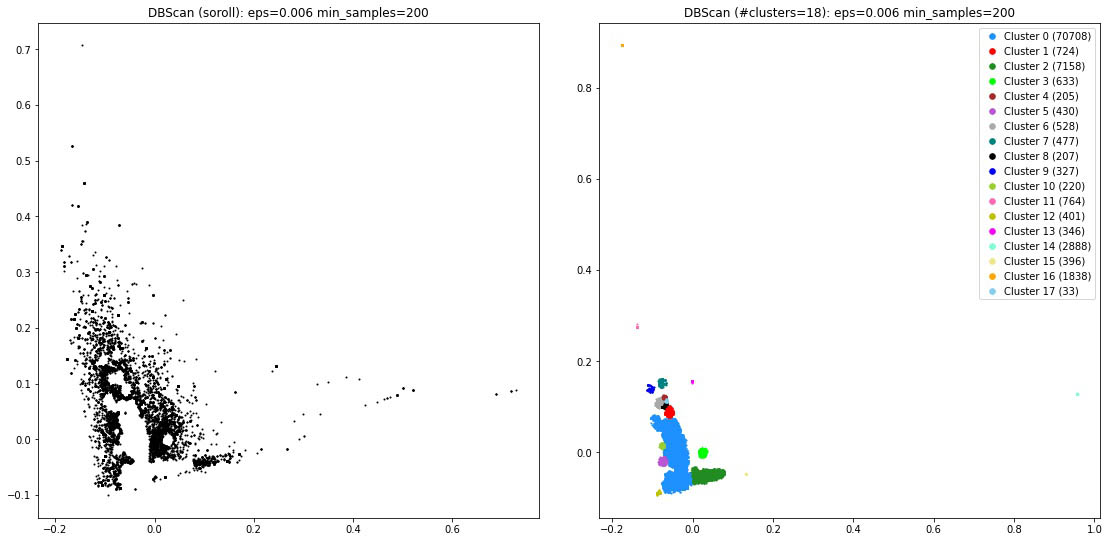 DBScan (soroll): eps=0.006 min_samples=200
0.7
0.6
0.5
0.4
0.3
0.2
0.1
0.0
−0.1
−0.2
0.0
0.2
0.4
0.6
DBScan (#clusters=18): eps=0.006 min_samples=200
0.8
0.6
0.4
0.2
0.0
−0.2
0.0
0.2
0.4
0.6
0.8
1.0
Cluster 0 (70708)
Cluster 1 (724)
Cluster 2 (7158)
Cluster 3 (633)
Cluster 4 (205)
Cluster 5 (430)
Cluster 6 (528)
Cluster 7 (477)
Cluster 8 (207)
Cluster 9 (327)
Cluster 10 (220)
Cluster 11 (764)
Cluster 12 (401)
Cluster 13 (346)
Cluster 14 (2888)
Cluster 15 (396)
Cluster 16 (1838)
Cluster 17 (33)